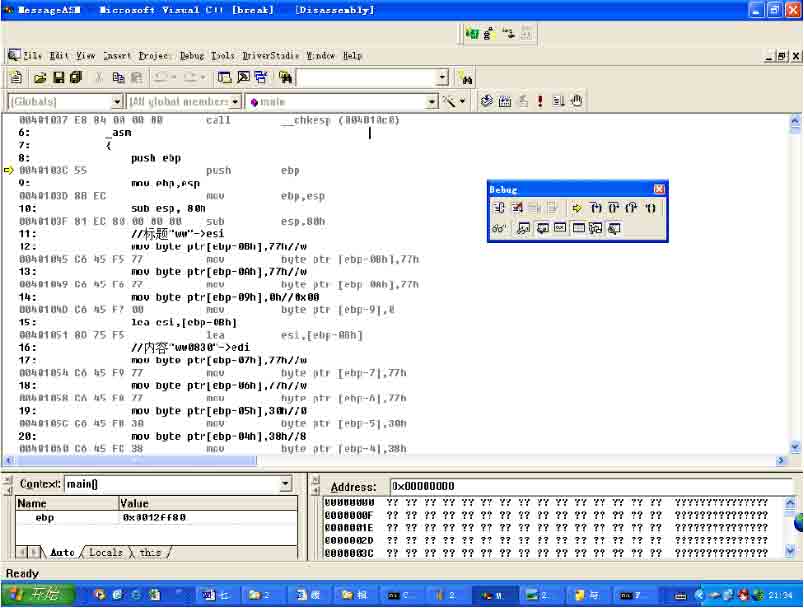 MessageASM - Microsoft Visual C++ [break] - [Disassembly]
File Edit View Insert Project Debug Tools DriverStudio Window Help
(Globals) (All global members main
00401037 E8 84 00 00 00 call __chkesp (004010c0)
6: _asm
7: {
8: push ebp
0040103C 55 push ebp
9: mov ebp,esp
0040103D 8B EC mov ebp,esp
10: sub esp, 80h
0040103F 81 EC 80 00 00 00 sub esp,80h
11: //标题"ww"->esi
12: mov byte ptr[ebp-0Bh],77h//w
00401045 C6 45 F5 77 mov byte ptr [ebp-0Bh],77h
13: mov byte ptr[ebp-0Ah],77h//w
00401049 C6 45 F6 77 mov byte ptr [ebp-0Ah],77h
14: mov byte ptr[ebp-09h],0h//0x00
0040104D C6 45 F7 00 mov byte ptr [ebp-9],0
15: lea esi,[ebp-0Bh]
00401051 8D 75 F5 lea esi,[ebp-0Bh]
16: //内容"ww0830"->edi
17: mov byte ptr[ebp-07h],77h//w
00401054 C6 45 F9 77 mov byte ptr [ebp-7],77h
18: mov byte ptr[ebp-06h],77h//w
00401058 C6 45 FA 77 mov byte ptr [ebp-6],77h
19: mov byte ptr[ebp-05h],30h//0
0040105C C6 45 FB 30 mov byte ptr [ebp-5],30h
20: mov byte ptr[ebp-04h],38h//8
00401060 C6 45 FC 38 mov byte ptr [ebp-4],38h
Debug
Context: main()
Name Value
ebp 0x0012ff80
Auto Locals this
Address: 0x00000000
00000000 ?? ?? ?? ?? ?? ?? ?? ?? ?? ?? ?? ?? ?? ?? ?? ???????????????
0000000F ?? ?? ?? ?? ?? ?? ?? ?? ?? ?? ?? ?? ?? ?? ?? ???????????????
0000001E ?? ?? ?? ?? ?? ?? ?? ?? ?? ?? ?? ?? ?? ?? ?? ???????????????
0000002D ?? ?? ?? ?? ?? ?? ?? ?? ?? ?? ?? ?? ?? ?? ?? ???????????????
0000003C ?? ?? ?? ?? ?? ?? ?? ?? ?? ?? ?? ?? ?? ?? ?? ???????????????
Ready
开始 七 2 2 M. 2. 与 21:34